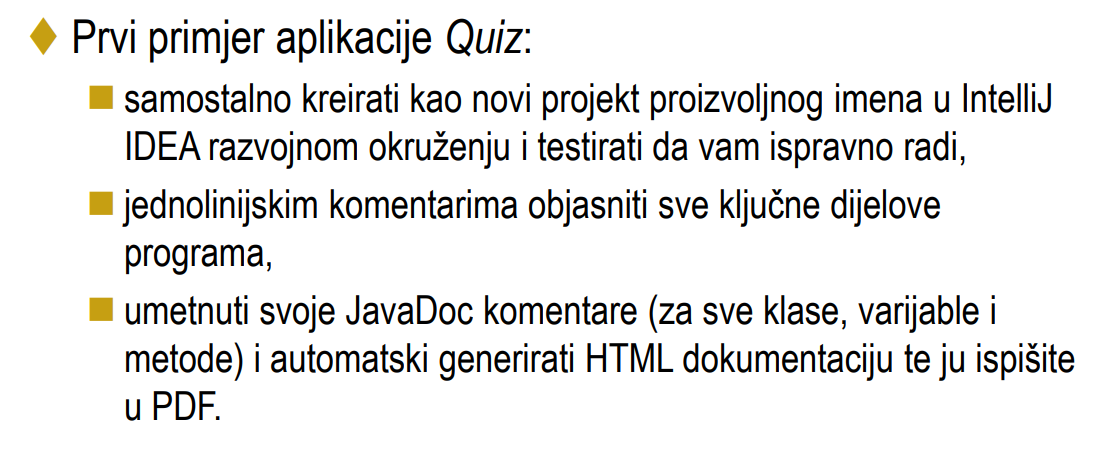 Prvi primjer aplikacije Quiz:
samostalno kreirati kao novi projekt proizvoljnog imena u IntelliJ
IDEA razvojnom okruženju i testirati da vam ispravno radi,
jednolinijskim komentarima objasniti sve ključne dijelove
programa,
umetnuti svoje JavaDoc komentare (za sve klase, varijable i
metode) i automatski generirati HTML dokumentaciju te ju ispišite
u PDF.